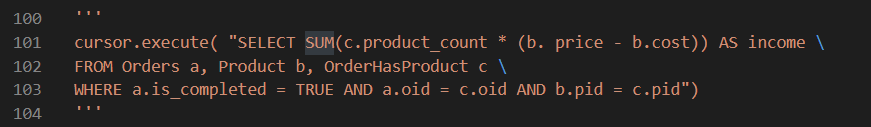 100 '''
101 cursor.execute( "SELECT SUM(c.product_count * (b. price - b.cost)) AS income \
102 FROM Orders a, Product b, OrderHasProduct c \
103 WHERE a.is_completed = TRUE AND a.oid = c.oid AND b.pid = c.pid")
104 '''